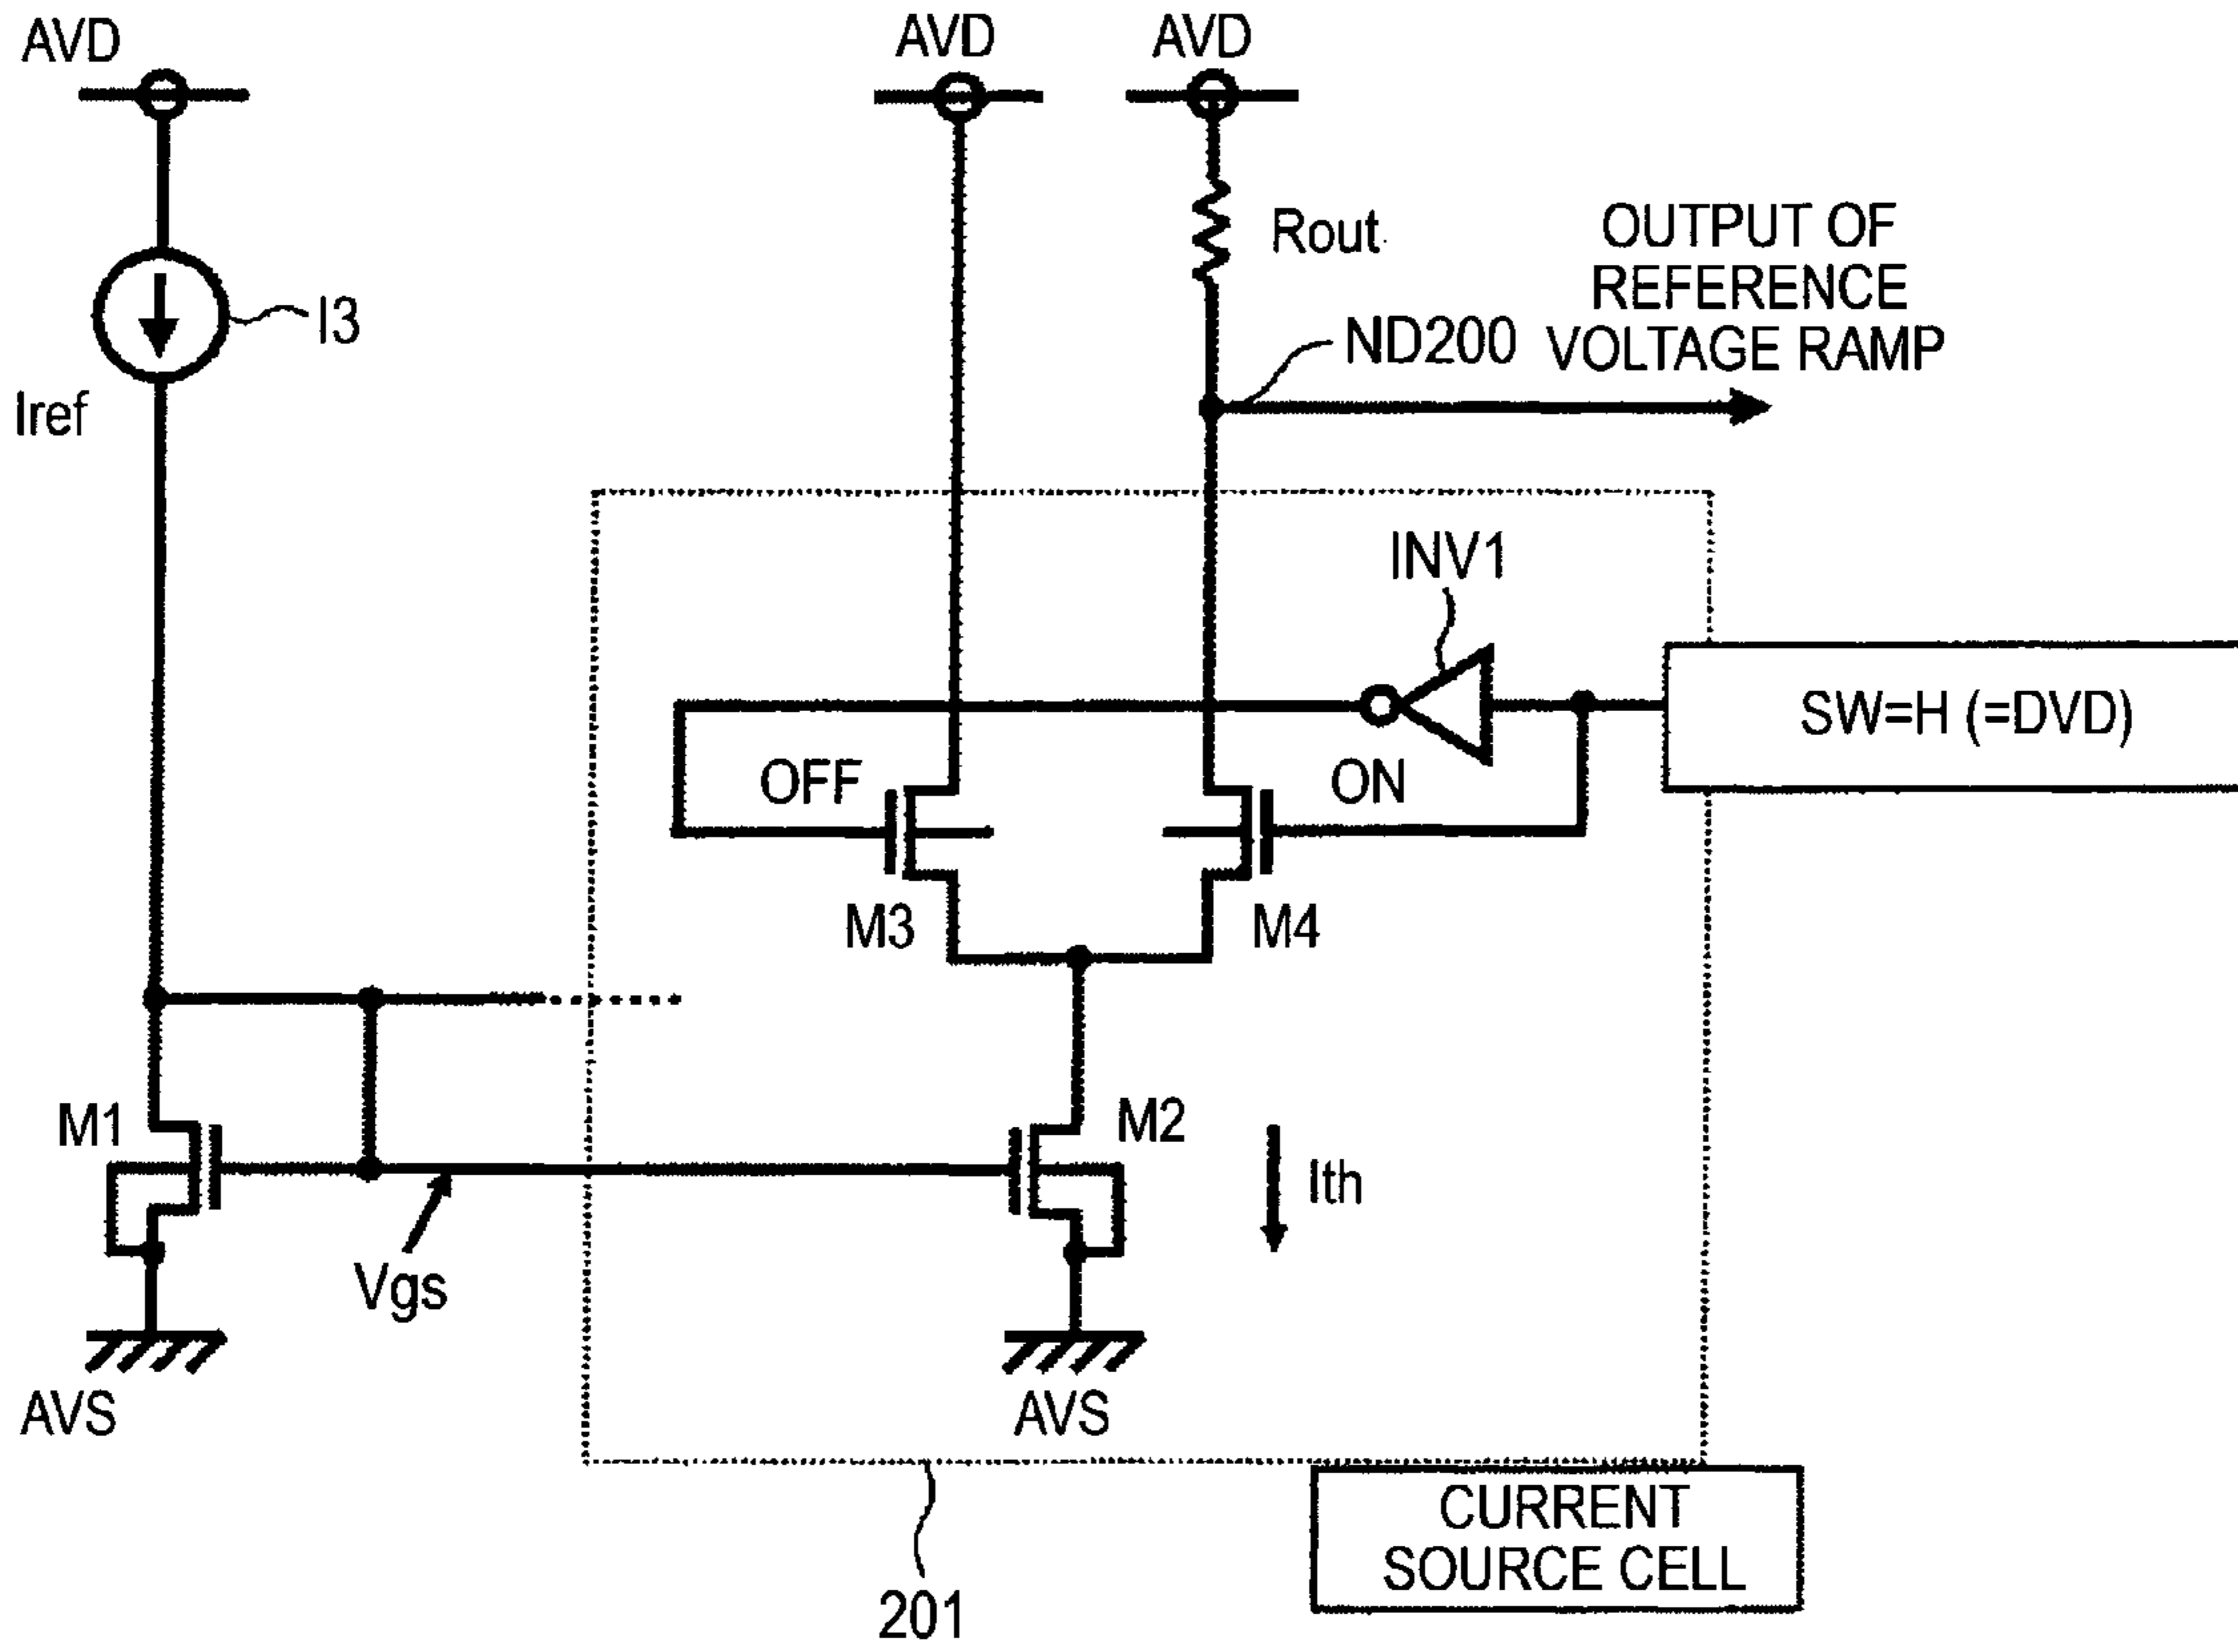 AVD
AVD
AVD
Rout
OUTPUT OF
REFERENCE
VOLTAGE RAMP
I3
ND200
Iref
INV1
SW=H (=DVD)
OFF
ON
M3
M4
M1
M2
Ith
Vgs
AVS
AVS
CURRENT
SOURCE CELL
201